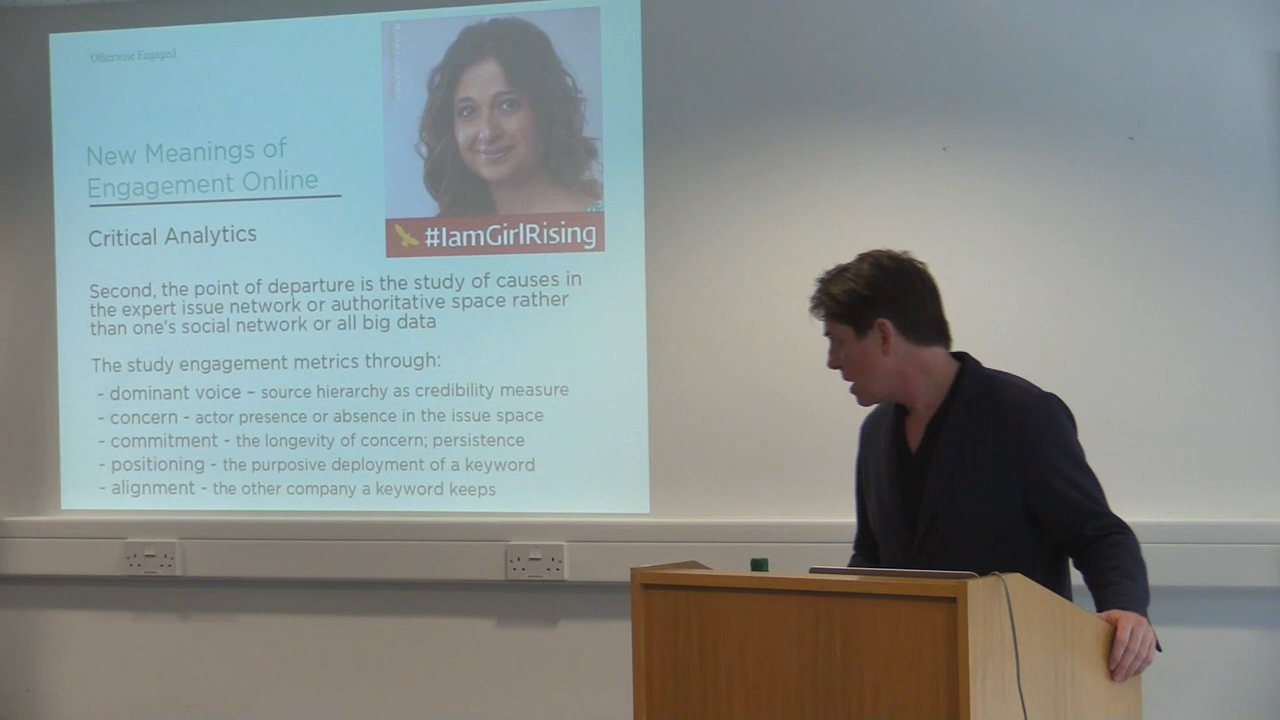 Otherwise Engaged
New Meanings of
Engagement Online
#IamGirlRising
Critical Analytics
Second, the point of departure is the study of causes in
the expert issue network or authoritative space rather
than one's social network or all big data
The study engagement metrics through:
- dominant voice – source hierarchy as credibility measure
- concern - actor presence or absence in the issue space
- commitment - the longevity of concern; persistence
- positioning - the purposive deployment of a keyword
- alignment - the other company a keyword keeps